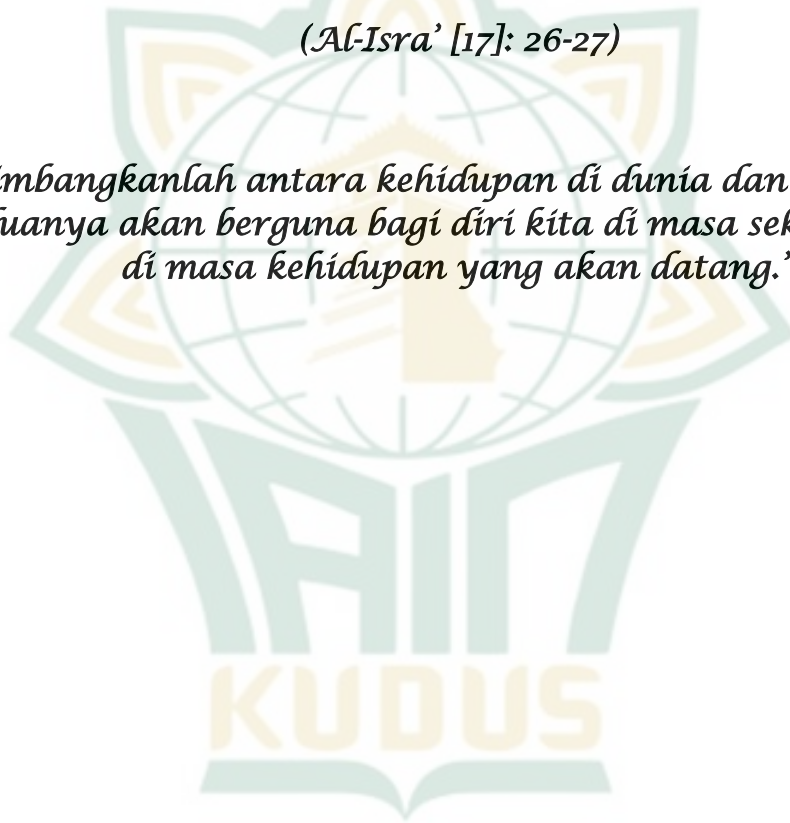 (Al-Isra’ [17]: 26-27)
imbangkanlah antara kehidupan di dunia dan
uanya akan berguna bagi diri kita di masa sek
di masa kehidupan yang akan datang.”
IAIN
KUDUS